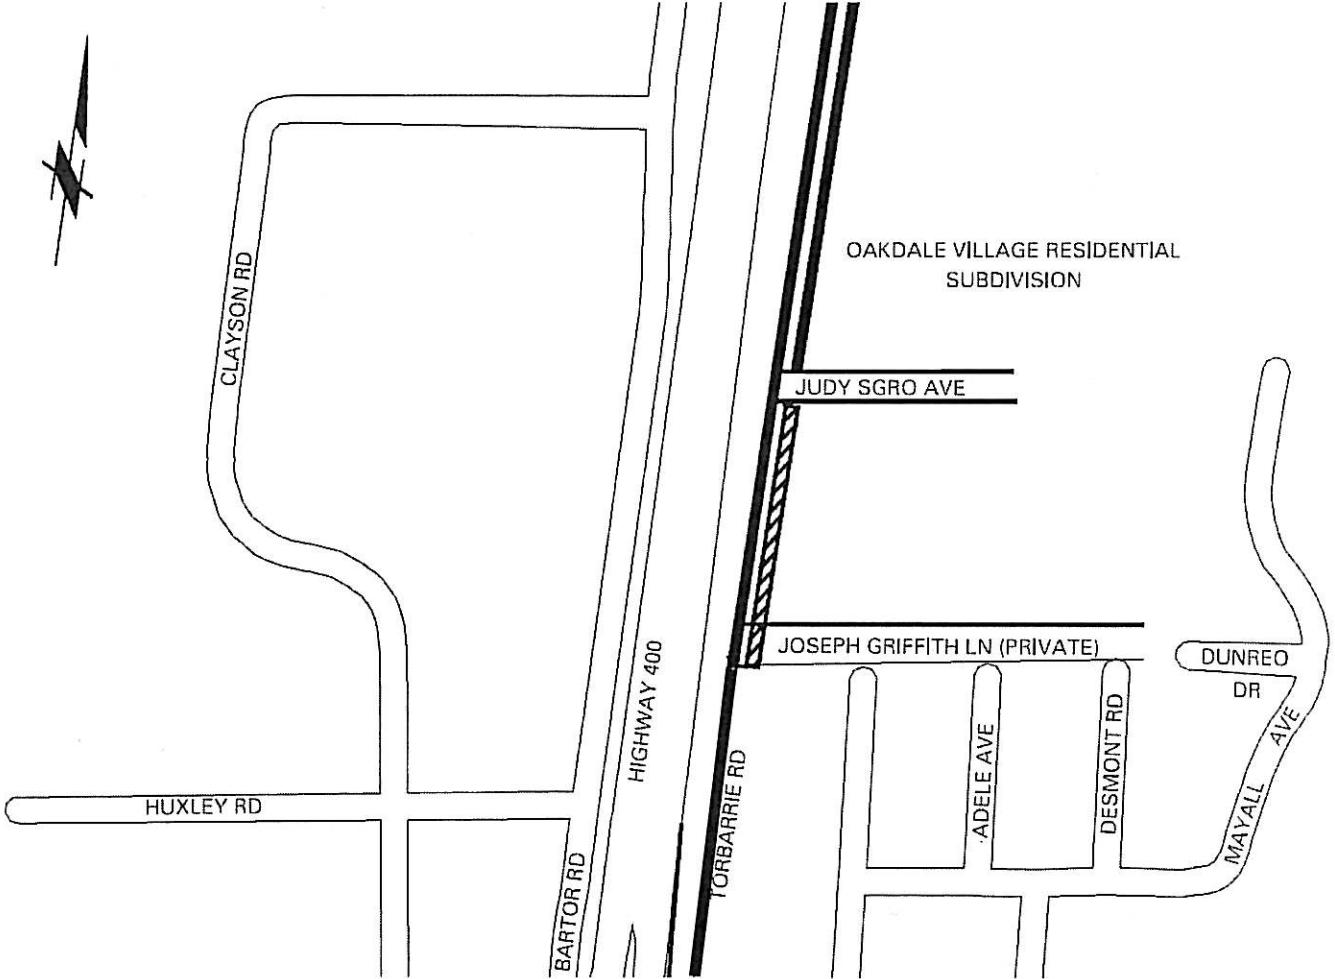 OAKDALE VILLAGE RESIDENTIAL
SUBDIVISION
CLAYSON RD
JUDY SGRO AVE
JOSEPH GRIFFITH LN (PRIVATE)
DUNREO
DR
HIGHWAY 400
MAYALL AVE
ADELE AVE
DESMONT RD
TORBARRIE RD
HUXLEY RD
BARTOR RD